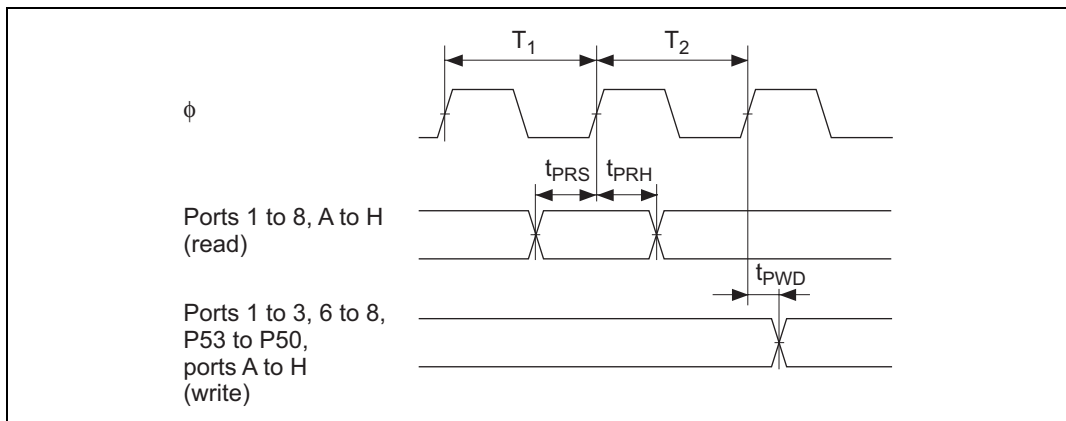 T1
T2
ϕ
tPRS
tPRH
Ports 1 to 8, A to H
(read)
tPWD
Ports 1 to 3, 6 to 8,
P53 to P50,
ports A to H
(write)